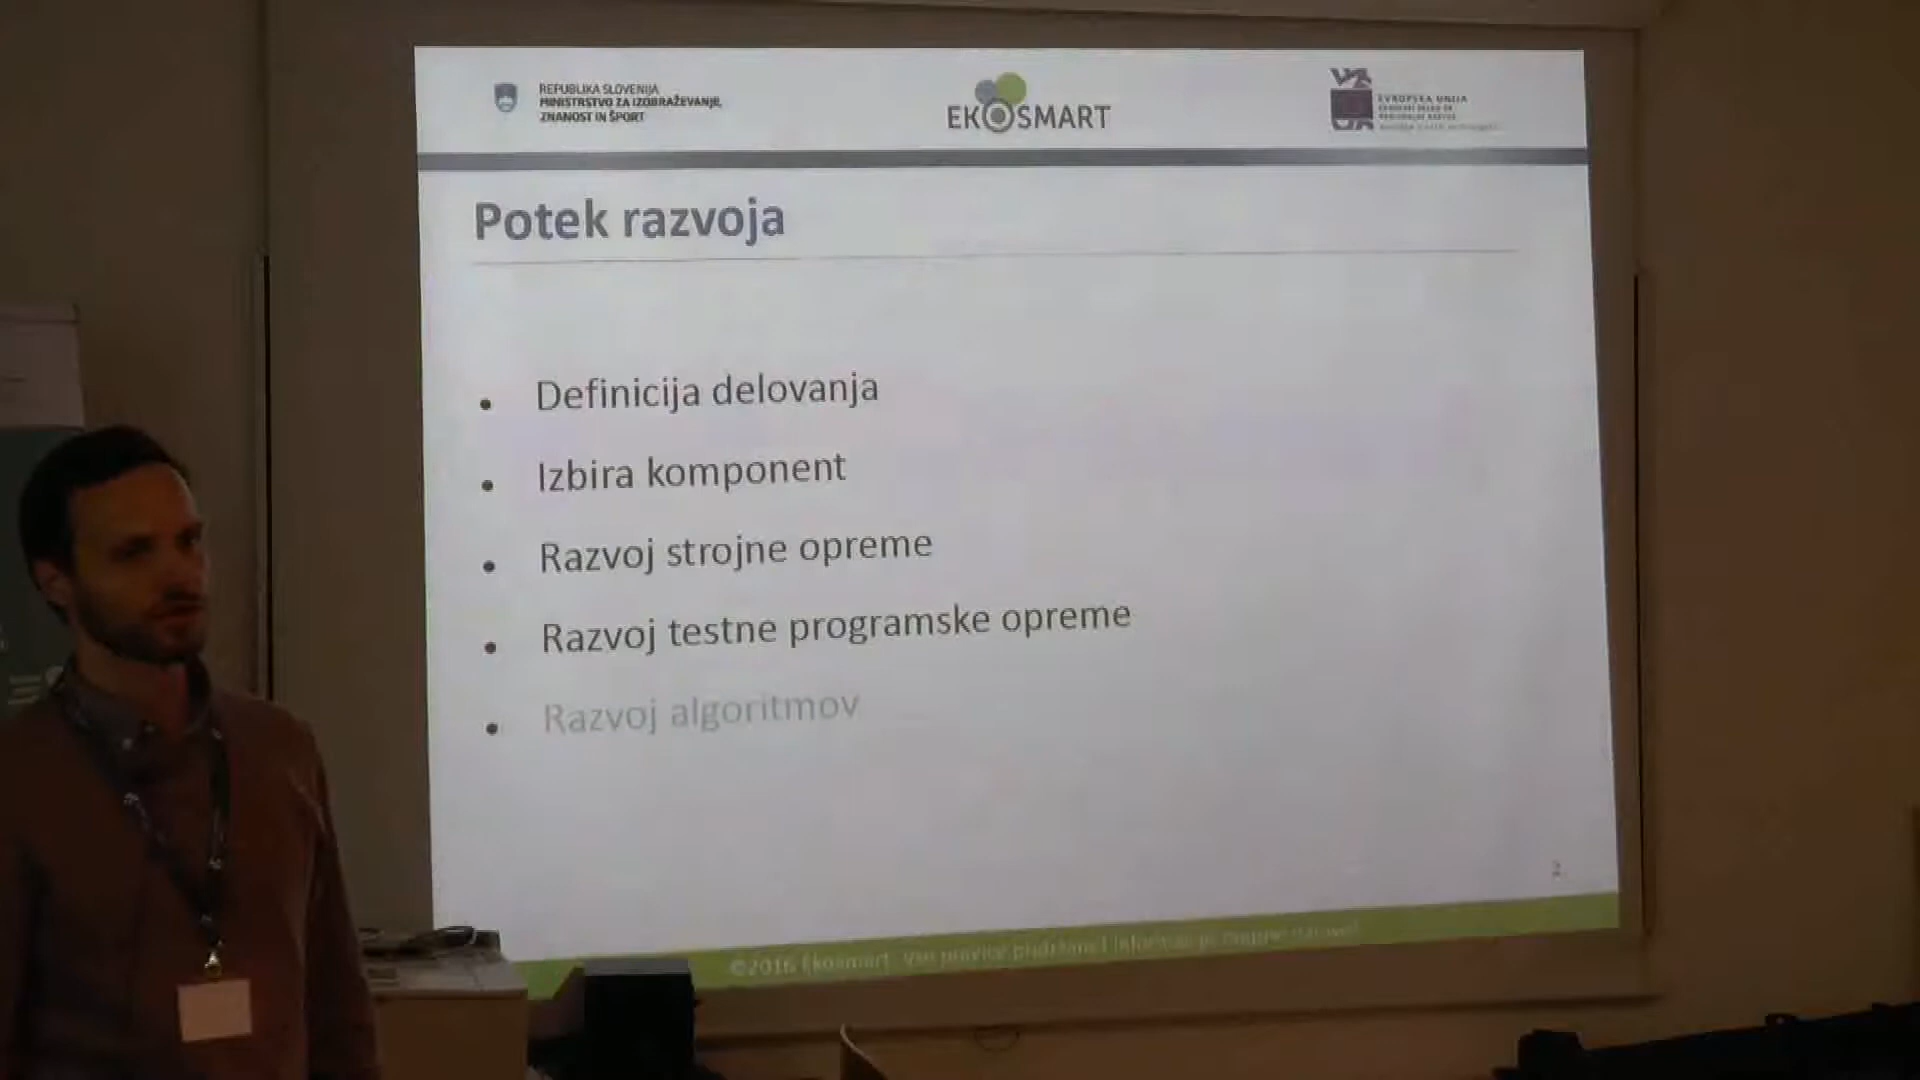 REPUBLIKA SLOVENIJA
MINISTRSTVO ZA IZOBRAŽEVANJE,
ZNANOST IN ŠPORT
EKOSMART
EVROPSKA UNIJA
Potek razvoja
Definicija delovanja
Izbira komponent
Razvoj strojne opreme
Razvoj testne programske opreme
Razvoj algoritmov
2
©2016 Ekosmart. Vse pravice pridržane